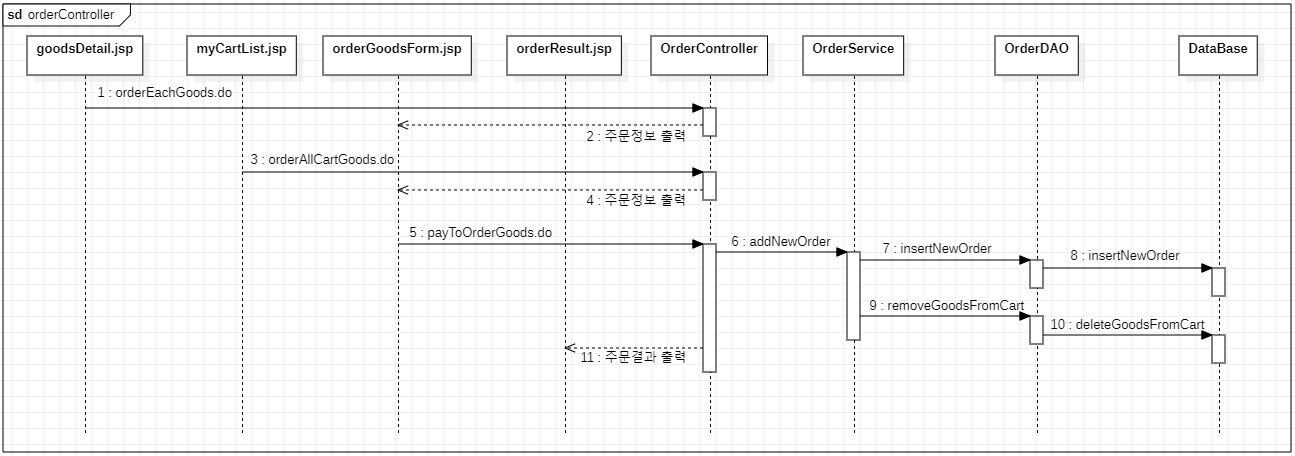 sd orderController
goodsDetail.jsp
myCartList.jsp
orderGoodsForm.jsp
orderResult.jsp
OrderController
OrderService
OrderDAO
DataBase
1 : orderEachGoods.do
2 : 주문정보 출력
3 : orderAllCartGoods.do
4 : 주문정보 출력
5 : payToOrderGoods.do
6 : addNewOrder
7 : insertNewOrder
8 : insertNewOrder
9 : removeGoodsFromCart
10 : deleteGoodsFromCart
11 : 주문결과 출력